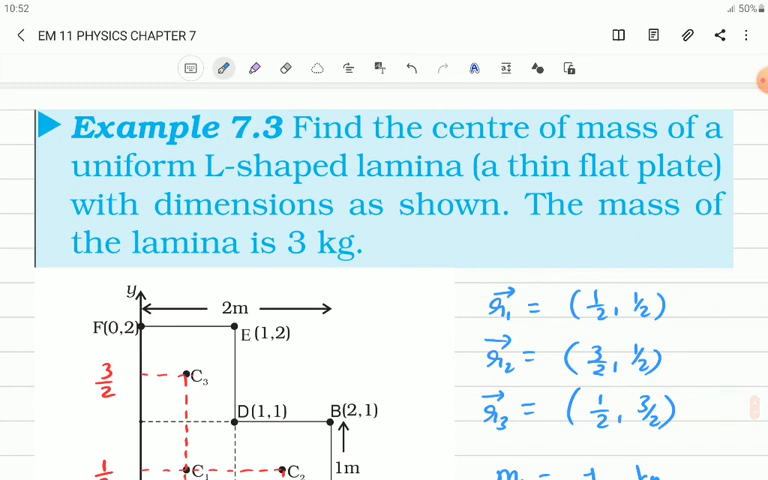 10:52
50%
EM 11 PHYSICS CHAPTER 7
Example 7.3 Find the centre of mass of a
uniform L-shaped lamina (a thin flat plate)
with dimensions as shown. The mass of
the lamina is 3 kg.
y
2m
F(0,2)
E (1,2)
3/2
C₃
D(1,1)
B(2,1)
C₁
C₂
1m
r⃗₁ = (1/2, 1/2)
r⃗₂ = (3/2, 1/2)
r⃗₃ = (1/2, 3/2)